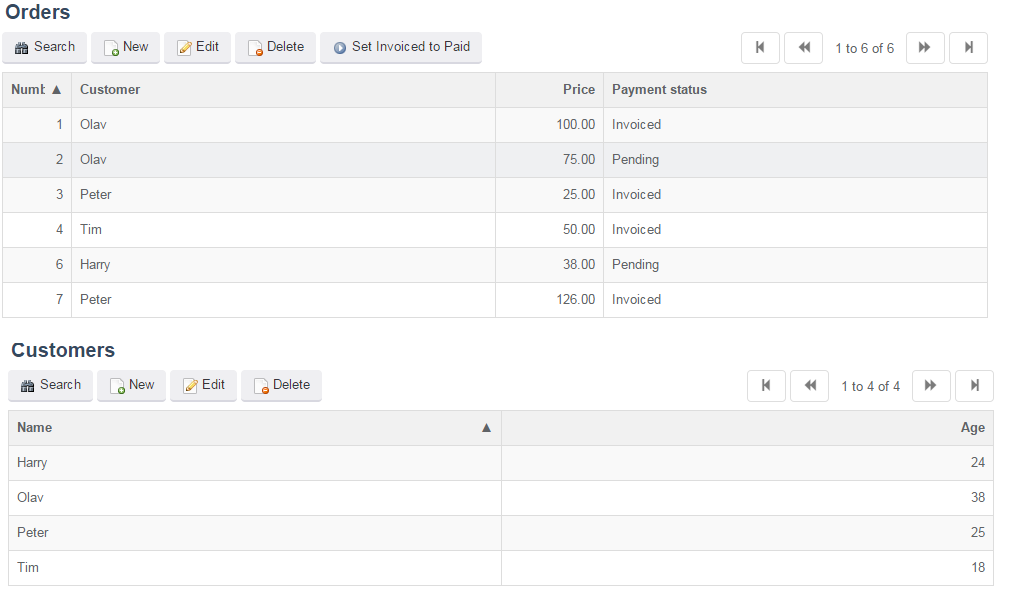 Orders
Search New Edit Delete Set Invoiced to Paid 1 to 6 of 6
Numb ▲ Customer Price Payment status
1 Olav 100.00 Invoiced
2 Olav 75.00 Pending
3 Peter 25.00 Invoiced
4 Tim 50.00 Invoiced
6 Harry 38.00 Pending
7 Peter 126.00 Invoiced
Customers
Search New Edit Delete 1 to 4 of 4
Name ▲ Age
Harry 24
Olav 38
Peter 25
Tim 18